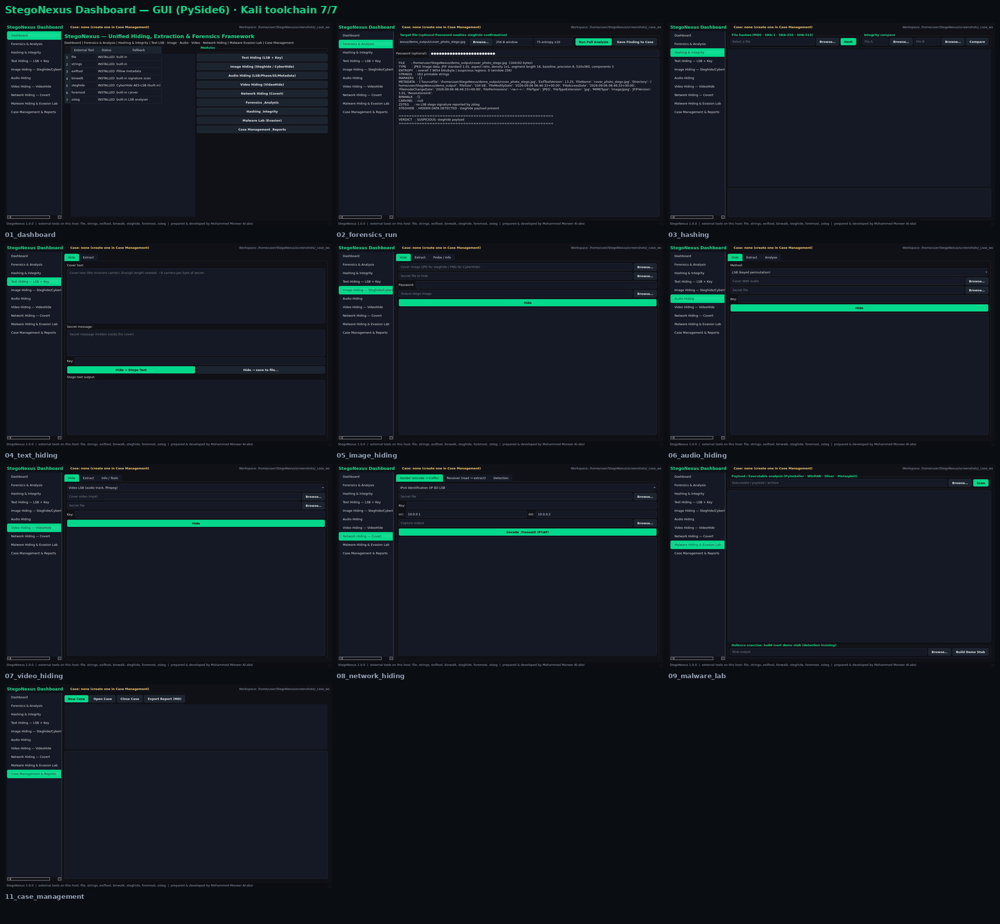 StegoNexus Dashboard — GUI (PySide6) · Kali toolchain 7/7
StegoNexus Dashboard
Case: none (create one in Case Management)
Workspace: /home/user/StegoNexus/screenshots/_case_ws
Dashboard
Forensics & Analysis
Hashing & Integrity
Text Hiding — LSB + Key
Image Hiding — Steghide/CyberH
Audio Hiding
Video Hiding — VideoHide
Network Hiding — Covert
Malware Hiding & Evasion Lab
Case Management & Reports
StegoNexus — Unified Hiding, Extraction & Forensics Framework
Dashboard | Forensics & Analysis | Hashing & Integrity | Text LSB · Image · Audio · Video · Network Hiding | Malware Evasion Lab | Case Management
External Tool Status Fallback
1 file INSTALLED built-in
2 strings INSTALLED built-in
3 exiftool INSTALLED Pillow metadata
4 binwalk INSTALLED built-in signature scan
5 steghide INSTALLED CyberHide AES-LSB (built-in)
6 foremost INSTALLED built-in carver
7 zsteg INSTALLED built-in LSB analyser
Modules
Text Hiding (LSB + Key)
Image Hiding (Steghide / CyberHide)
Audio Hiding (LSB/Phase/SS/Metadata)
Video Hiding (VideoHide)
Network Hiding (Covert)
Forensics _Analysis
Hashing _Integrity
Malware Lab (Evasion)
Case Management _Reports
StegoNexus 1.0.0 | external tools on this host: file, strings, exiftool, binwalk, steghide, foremost, zsteg | prepared & developed by Mohammed Moneer Al-absi
01_dashboard
StegoNexus Dashboard
Case: none (create one in Case Management)
Workspace: /home/user/StegoNexus/screenshots/_case_ws
Dashboard
Forensics & Analysis
Hashing & Integrity
Text Hiding — LSB + Key
Image Hiding — Steghide/CyberH
Audio Hiding
Video Hiding — VideoHide
Network Hiding — Covert
Malware Hiding & Evasion Lab
Case Management & Reports
Target file (optional Password enables steghide confirmation)
iexus/demo_output/cover_photo_stego.jpg Browse... 256 B window 75 entropy x10 Run Full Analysis Save Finding to Case
Password (optional): ●●●●●●●●●●●●●●●●●●●●●●●●
FILE : /home/user/StegoNexus/demo_output/cover_photo_stego.jpg (104102 bytes)
TYPE : JPEG image data, JFIF standard 1.01, aspect ratio, density 1x1, segment length 16, baseline, precision 8, 520x360, components 3
ENTROPY : overall 7.9654 bits/byte | suspicious regions: 0 (window 256)
STRINGS : 162 printable strings
MARKERS : {}
METADATA : {'SourceFile': '/home/user/StegoNexus/demo_output/cover_photo_stego.jpg', 'ExifToolVersion': 13.25, 'FileName': 'cover_photo_stego.jpg', 'Directory': '/
home/user/StegoNexus/demo_output', 'FileSize': '104 kB', 'FileModifyDate': '2026:09:06 06:46:33+00:00', 'FileAccessDate': '2026:09:06 06:46:33+00:00',
'FileInodeChangeDate': '2026:09:06 06:46:33+00:00', 'FilePermissions': '-rw-r--r--', 'FileType': 'JPEG', 'FileTypeExtension': 'jpg', 'MIMEType': 'image/jpeg', 'JFIFVersion':
1.01, 'ResolutionUnit':
BINWALK : []
CARVING : null
ZSTEG : no LSB stego signature reported by zsteg
STEGHIDE : HIDDEN DATA DETECTED - steghide payload present
============================================================
VERDICT : SUSPICIOUS: steghide payload
============================================================
StegoNexus 1.0.0 | external tools on this host: file, strings, exiftool, binwalk, steghide, foremost, zsteg | prepared & developed by Mohammed Moneer Al-absi
02_forensics_run
StegoNexus Dashboard
Case: none (create one in Case Management)
Workspace: /home/user/StegoNexus/screenshots/_case_ws
Dashboard
Forensics & Analysis
Hashing & Integrity
Text Hiding — LSB + Key
Image Hiding — Steghide/CyberH
Audio Hiding
Video Hiding — VideoHide
Network Hiding — Covert
Malware Hiding & Evasion Lab
Case Management & Reports
File hashes (MD5 · SHA-1 · SHA-256 · SHA-512)
Select a file Browse... Hash
Integrity compare
File A Browse... File B Browse... Compare
StegoNexus 1.0.0 | external tools on this host: file, strings, exiftool, binwalk, steghide, foremost, zsteg | prepared & developed by Mohammed Moneer Al-absi
03_hashing
StegoNexus Dashboard
Case: none (create one in Case Management)
Workspace: /home/user/StegoNexus/screenshots/_case_ws
Dashboard
Forensics & Analysis
Hashing & Integrity
Text Hiding — LSB + Key
Image Hiding — Steghide/CyberH
Audio Hiding
Video Hiding — VideoHide
Network Hiding — Covert
Malware Hiding & Evasion Lab
Case Management & Reports
Hide Extract
Cover text:
Cover text (the innocent carrier). Enough length needed: ~8 carriers per byte of secret.
Secret message:
Secret message (hidden inside the cover)
Key:
Hide → Stego Text Hide → save to file...
Stego text output:
StegoNexus 1.0.0 | external tools on this host: file, strings, exiftool, binwalk, steghide, foremost, zsteg | prepared & developed by Mohammed Moneer Al-absi
04_text_hiding
StegoNexus Dashboard
Case: none (create one in Case Management)
Workspace: /home/user/StegoNexus/screenshots/_case_ws
Dashboard
Forensics & Analysis
Hashing & Integrity
Text Hiding — LSB + Key
Image Hiding — Steghide/CyberH
Audio Hiding
Video Hiding — VideoHide
Network Hiding — Covert
Malware Hiding & Evasion Lab
Case Management & Reports
Hide Extract Probe / Info
Cover image (JPG for steghide / PNG for CyberHide) Browse...
Secret file to hide Browse...
Password:
Output stego image Browse...
Hide
StegoNexus 1.0.0 | external tools on this host: file, strings, exiftool, binwalk, steghide, foremost, zsteg | prepared & developed by Mohammed Moneer Al-absi
05_image_hiding
StegoNexus Dashboard
Case: none (create one in Case Management)
Workspace: /home/user/StegoNexus/screenshots/_case_ws
Dashboard
Forensics & Analysis
Hashing & Integrity
Text Hiding — LSB + Key
Image Hiding — Steghide/CyberH
Audio Hiding
Video Hiding — VideoHide
Network Hiding — Covert
Malware Hiding & Evasion Lab
Case Management & Reports
Hide Extract Analyse
Method:
LSB (keyed permutation)
Cover WAV audio Browse...
Secret file Browse...
Key:
Hide
StegoNexus 1.0.0 | external tools on this host: file, strings, exiftool, binwalk, steghide, foremost, zsteg | prepared & developed by Mohammed Moneer Al-absi
06_audio_hiding
StegoNexus Dashboard
Case: none (create one in Case Management)
Workspace: /home/user/StegoNexus/screenshots/_case_ws
Dashboard
Forensics & Analysis
Hashing & Integrity
Text Hiding — LSB + Key
Image Hiding — Steghide/CyberH
Audio Hiding
Video Hiding — VideoHide
Network Hiding — Covert
Malware Hiding & Evasion Lab
Case Management & Reports
Hide Extract Info / Tools
Video LSB (audio track, ffmpeg)
Cover video (mp4) Browse...
Secret file Browse...
Key:
Hide
StegoNexus 1.0.0 | external tools on this host: file, strings, exiftool, binwalk, steghide, foremost, zsteg | prepared & developed by Mohammed Moneer Al-absi
07_video_hiding
StegoNexus Dashboard
Case: none (create one in Case Management)
Workspace: /home/user/StegoNexus/screenshots/_case_ws
Dashboard
Forensics & Analysis
Hashing & Integrity
Text Hiding — LSB + Key
Image Hiding — Steghide/CyberH
Audio Hiding
Video Hiding — VideoHide
Network Hiding — Covert
Malware Hiding & Evasion Lab
Case Management & Reports
Sender (encode → traffic) Receiver (read → extract) Detection
IPv4 Identification (IP ID) LSB
Secret file Browse...
Key:
src: 10.0.0.1 dst: 10.0.0.2
Capture output Browse...
Encode _Transmit (PCAP)
StegoNexus 1.0.0 | external tools on this host: file, strings, exiftool, binwalk, steghide, foremost, zsteg | prepared & developed by Mohammed Moneer Al-absi
08_network_hiding
StegoNexus Dashboard
Case: none (create one in Case Management)
Workspace: /home/user/StegoNexus/screenshots/_case_ws
Dashboard
Forensics & Analysis
Hashing & Integrity
Text Hiding — LSB + Key
Image Hiding — Steghide/CyberH
Audio Hiding
Video Hiding — VideoHide
Network Hiding — Covert
Malware Hiding & Evasion Lab
Case Management & Reports
Payload / Executable analysis (PyInstaller · WinRAR · Sliver · Metasploit)
Executable / payload / archive Browse... Scan
Defence exercise: build inert demo stub (detection training)
Stub output Browse... Build Demo Stub
StegoNexus 1.0.0 | external tools on this host: file, strings, exiftool, binwalk, steghide, foremost, zsteg | prepared & developed by Mohammed Moneer Al-absi
09_malware_lab
StegoNexus Dashboard
Case: none (create one in Case Management)
Workspace: /home/user/StegoNexus/screenshots/_case_ws
Dashboard
Forensics & Analysis
Hashing & Integrity
Text Hiding — LSB + Key
Image Hiding — Steghide/CyberH
Audio Hiding
Video Hiding — VideoHide
Network Hiding — Covert
Malware Hiding & Evasion Lab
Case Management & Reports
New Case Open Case Close Case Export Report (MD)
StegoNexus 1.0.0 | external tools on this host: file, strings, exiftool, binwalk, steghide, foremost, zsteg | prepared & developed by Mohammed Moneer Al-absi
11_case_management